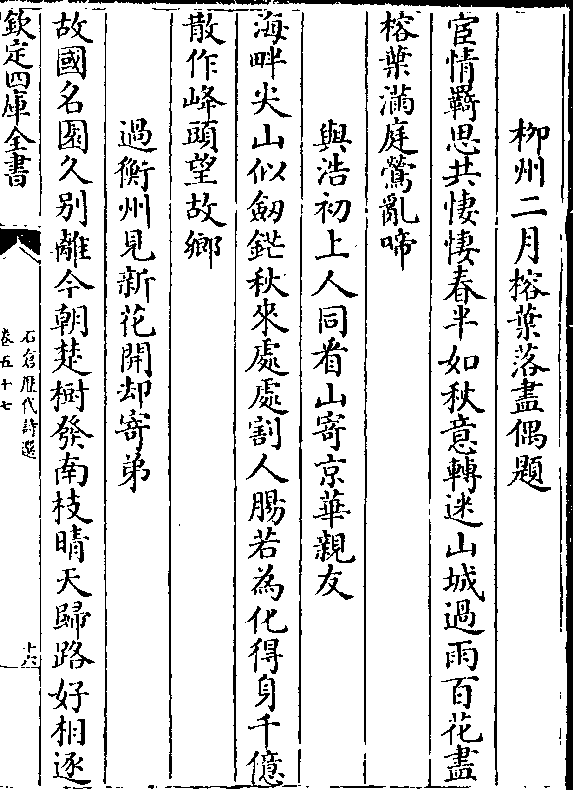 柳州二月榕葉落盡偶題
宦情羈思共悽悽春半如秋意轉迷山城過雨百花盡
榕葉滿庭鶯亂啼
與浩初上人同看山寄京華親友
海畔尖山似劔鋩秋來處處割人腸若為化得身千億
散作峰頭望故鄉
過衡州見新花開却寄弟
故國名園久别離今朝楚樹發南枝晴天歸路好相逐
欽定四庫全書
石倉歷代詩選
卷五十七
十六